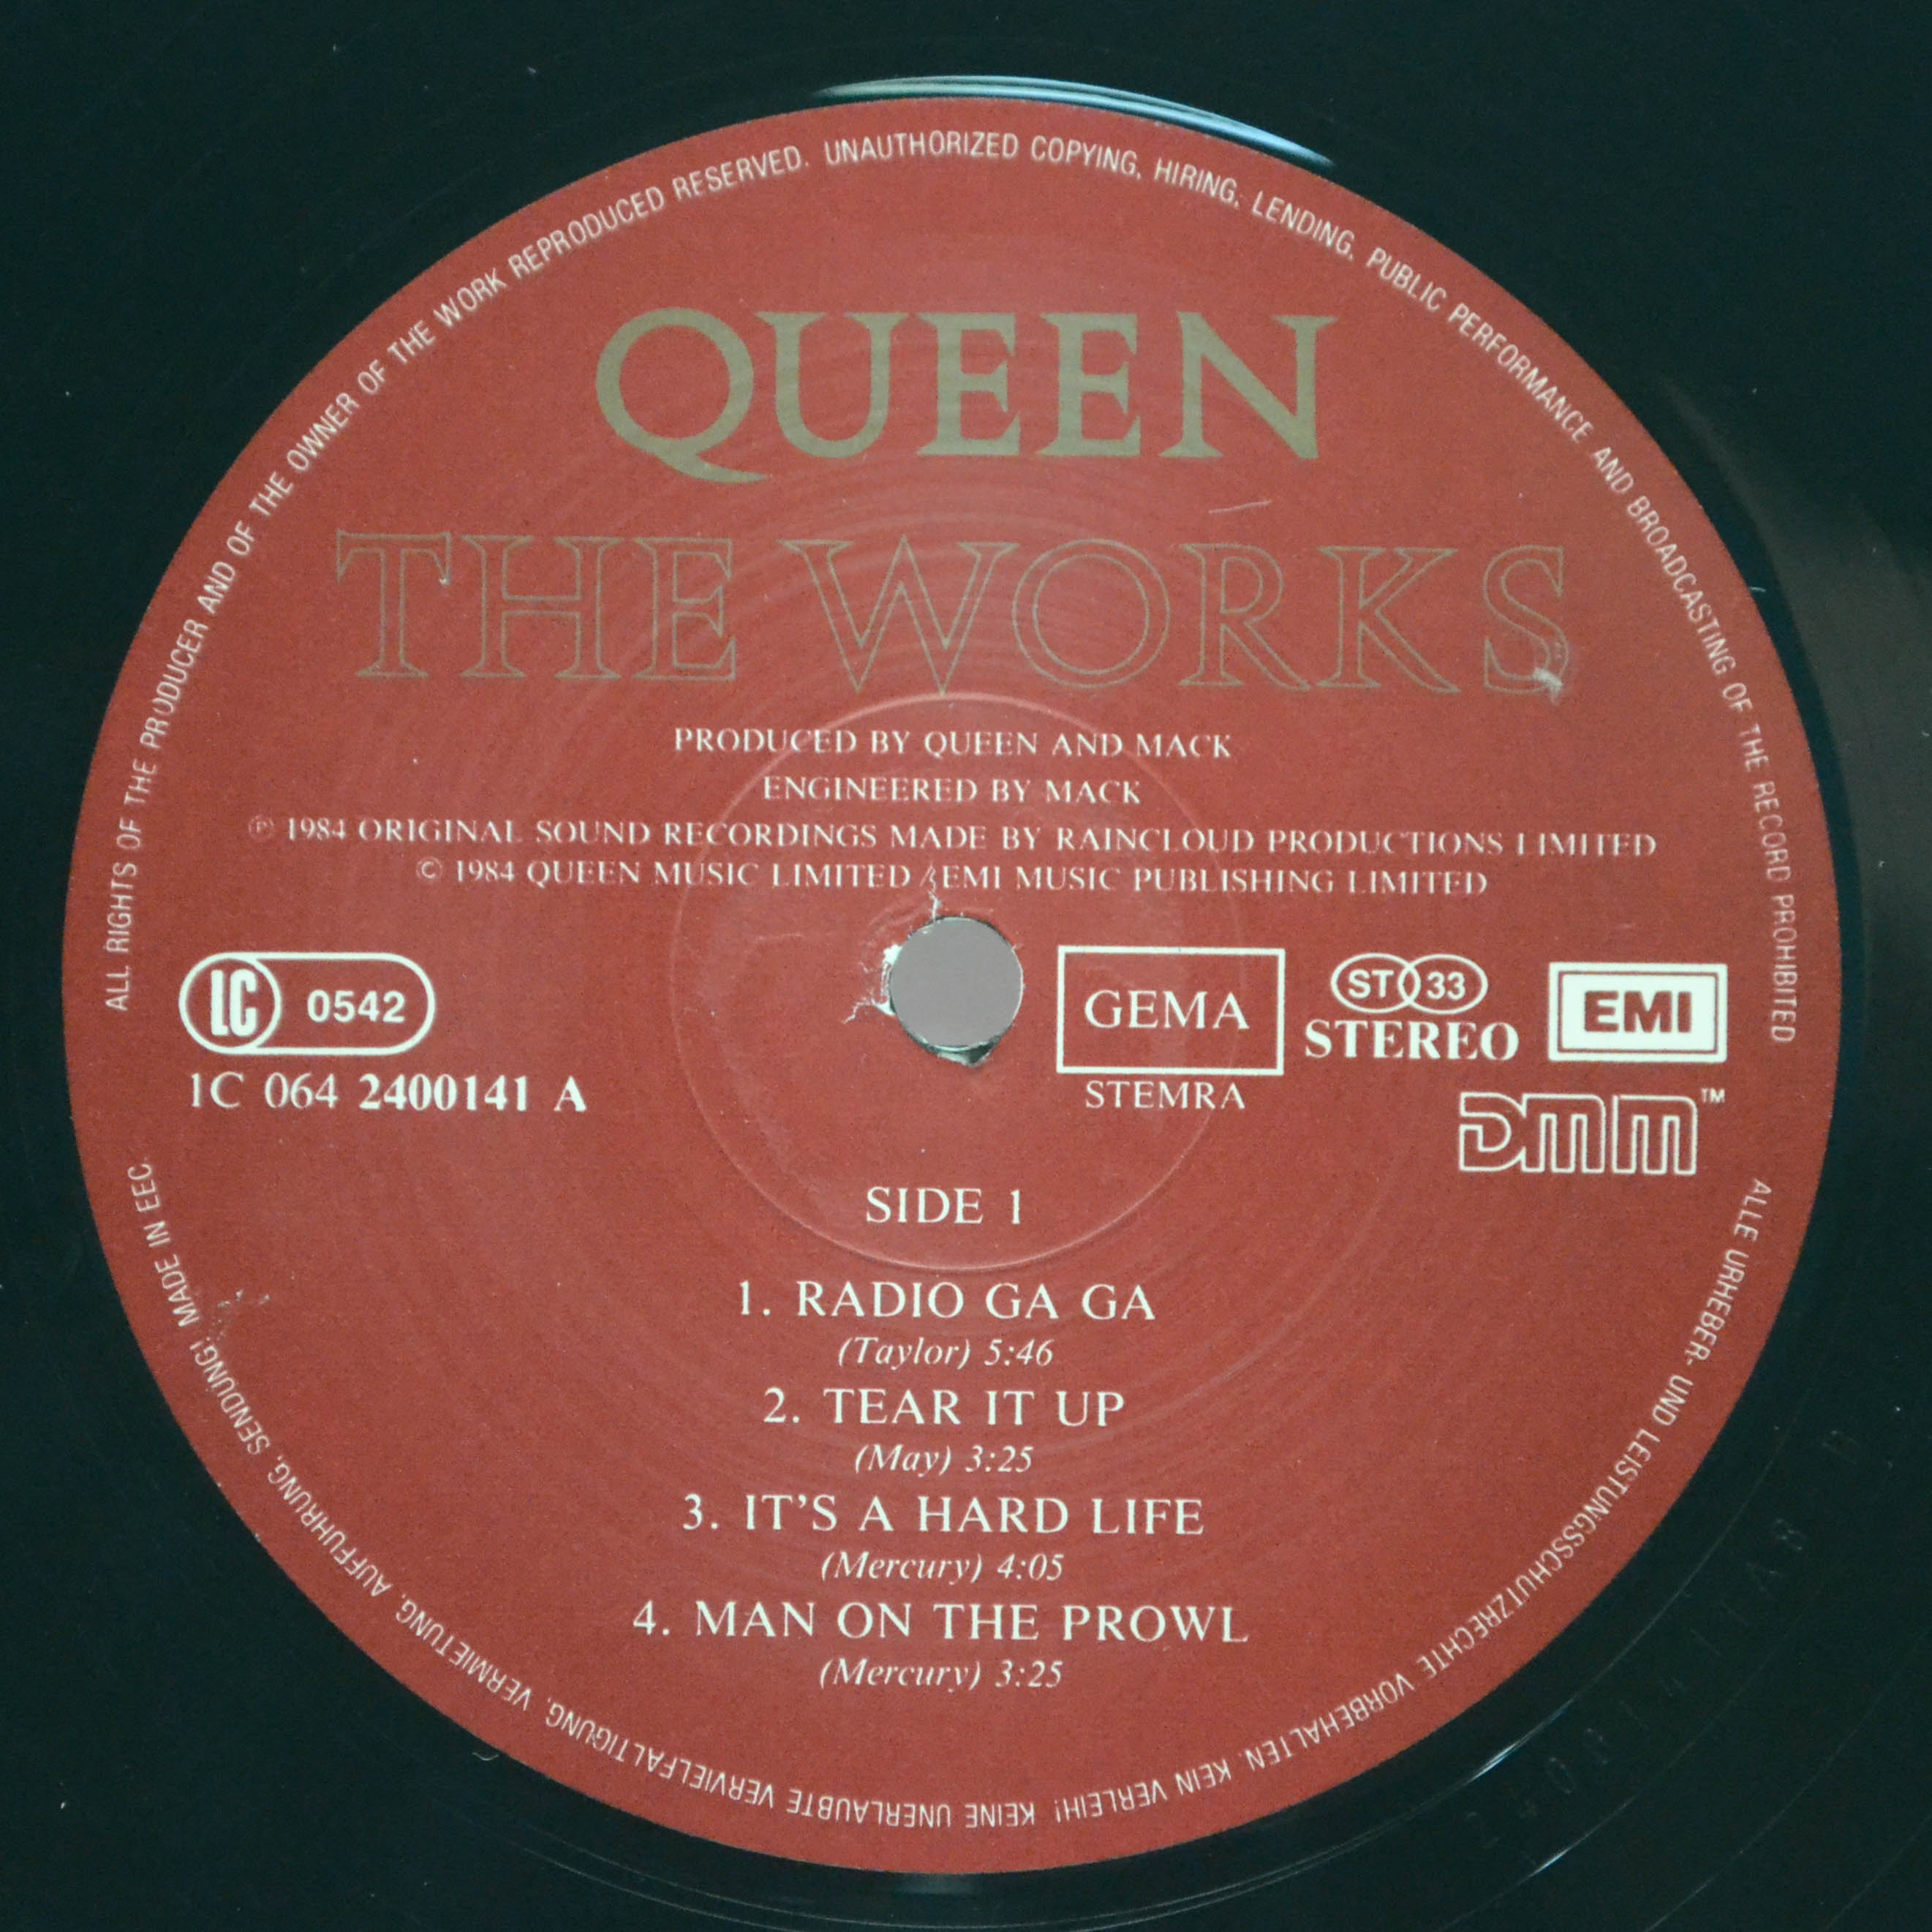 ALL RIGHTS OF THE PRODUCER AND OF THE OWNER OF THE WORK REPRODUCED RESERVED. UNAUTHORIZED COPYING, HIRING, LENDING, PUBLIC PERFORMANCE AND BROADCASTING OF THE RECORD PROHIBITED
QUEEN
THE WORKS
PRODUCED BY QUEEN AND MACK
ENGINEERED BY MACK
℗ 1984 ORIGINAL SOUND RECORDINGS MADE BY RAINCLOUD PRODUCTIONS LIMITED
© 1984 QUEEN MUSIC LIMITED / EMI MUSIC PUBLISHING LIMITED
LC 0542
1C 064 2400141 A
GEMA
STEMRA
ST 33
STEREO
EMI
DMM™
SIDE 1
1. RADIO GA GA
(Taylor) 5:46
2. TEAR IT UP
(May) 3:25
3. IT'S A HARD LIFE
(Mercury) 4:05
4. MAN ON THE PROWL
(Mercury) 3:25
ALLE URHEBER- UND LEISTUNGSSCHUTZRECHTE VORBEHALTEN. KEIN VERLEIH! KEINE UNERLAUBTE VERVIELFÄLTIGUNG, VERMIETUNG, AUFFÜHRUNG, SENDUNG! MADE IN EEC.